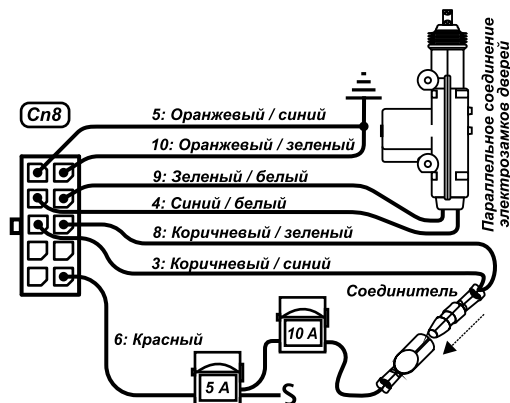 Сп8
5: Оранжевый / синий
10: Оранжевый / зеленый
9: Зеленый / белый
4: Синий / белый
8: Коричневый / зеленый
3: Коричневый / синий
6: Красный
Параллельное соединение
электрозамков дверей
Соединитель
10 А
5 А
S